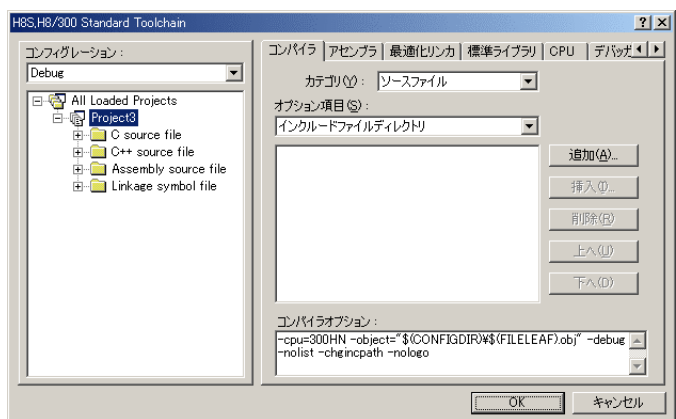 H8S,H8/300 Standard Toolchain
コンフィグレーション:
Debug
All Loaded Projects
Project3
C source file
C++ source file
Assembly source file
Linkage symbol file
コンパイラ アセンブラ 最適化リンカ 標準ライブラリ CPU デバッガ
カテゴリ(Y): ソースファイル
オプション項目(S):
インクルードファイルディレクトリ
追加(A)...
挿入(I)...
削除(R)
上へ(U)
下へ(D)
コンパイラオプション:
-cpu=300HN -object="$(CONFIGDIR)¥$(FILELEAF).obj" -debug
-nolist -chgincpath -nologo
OK キャンセル